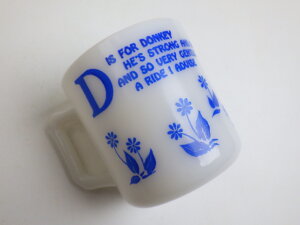 D IS FOR DONKEY
HE'S STRONG
AND SO VERY
A RIDE I